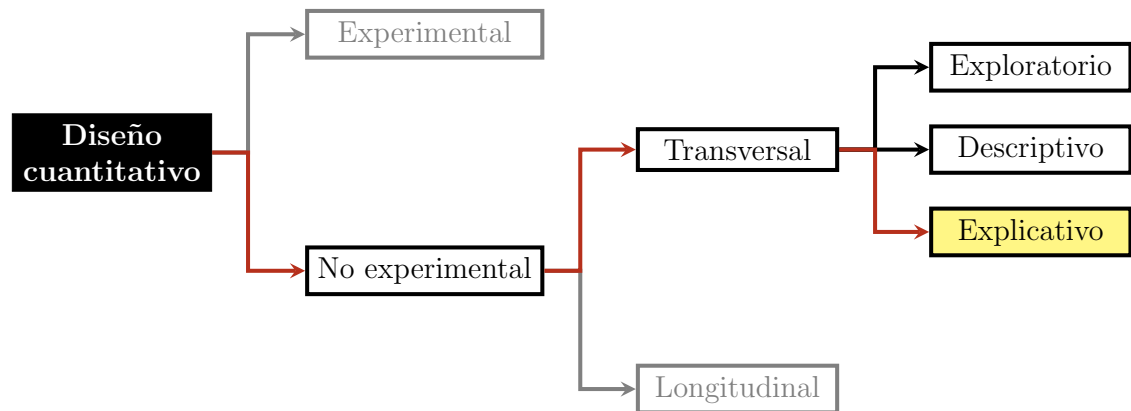 Experimental
Exploratorio
Diseño
cuantitativo
Transversal
Descriptivo
Explicativo
No experimental
Longitudinal